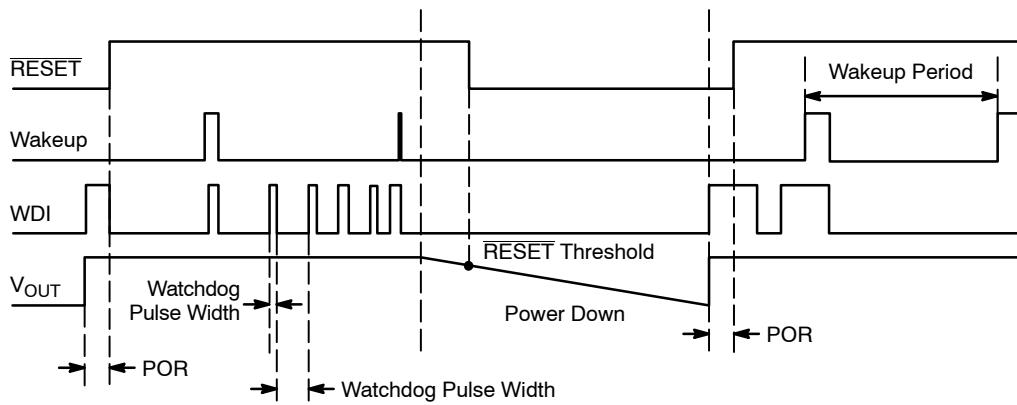 RESET
Wakeup Period
Wakeup
WDI
RESET Threshold
VOUT
Watchdog
Pulse Width
Power Down
POR
POR
Watchdog Pulse Width